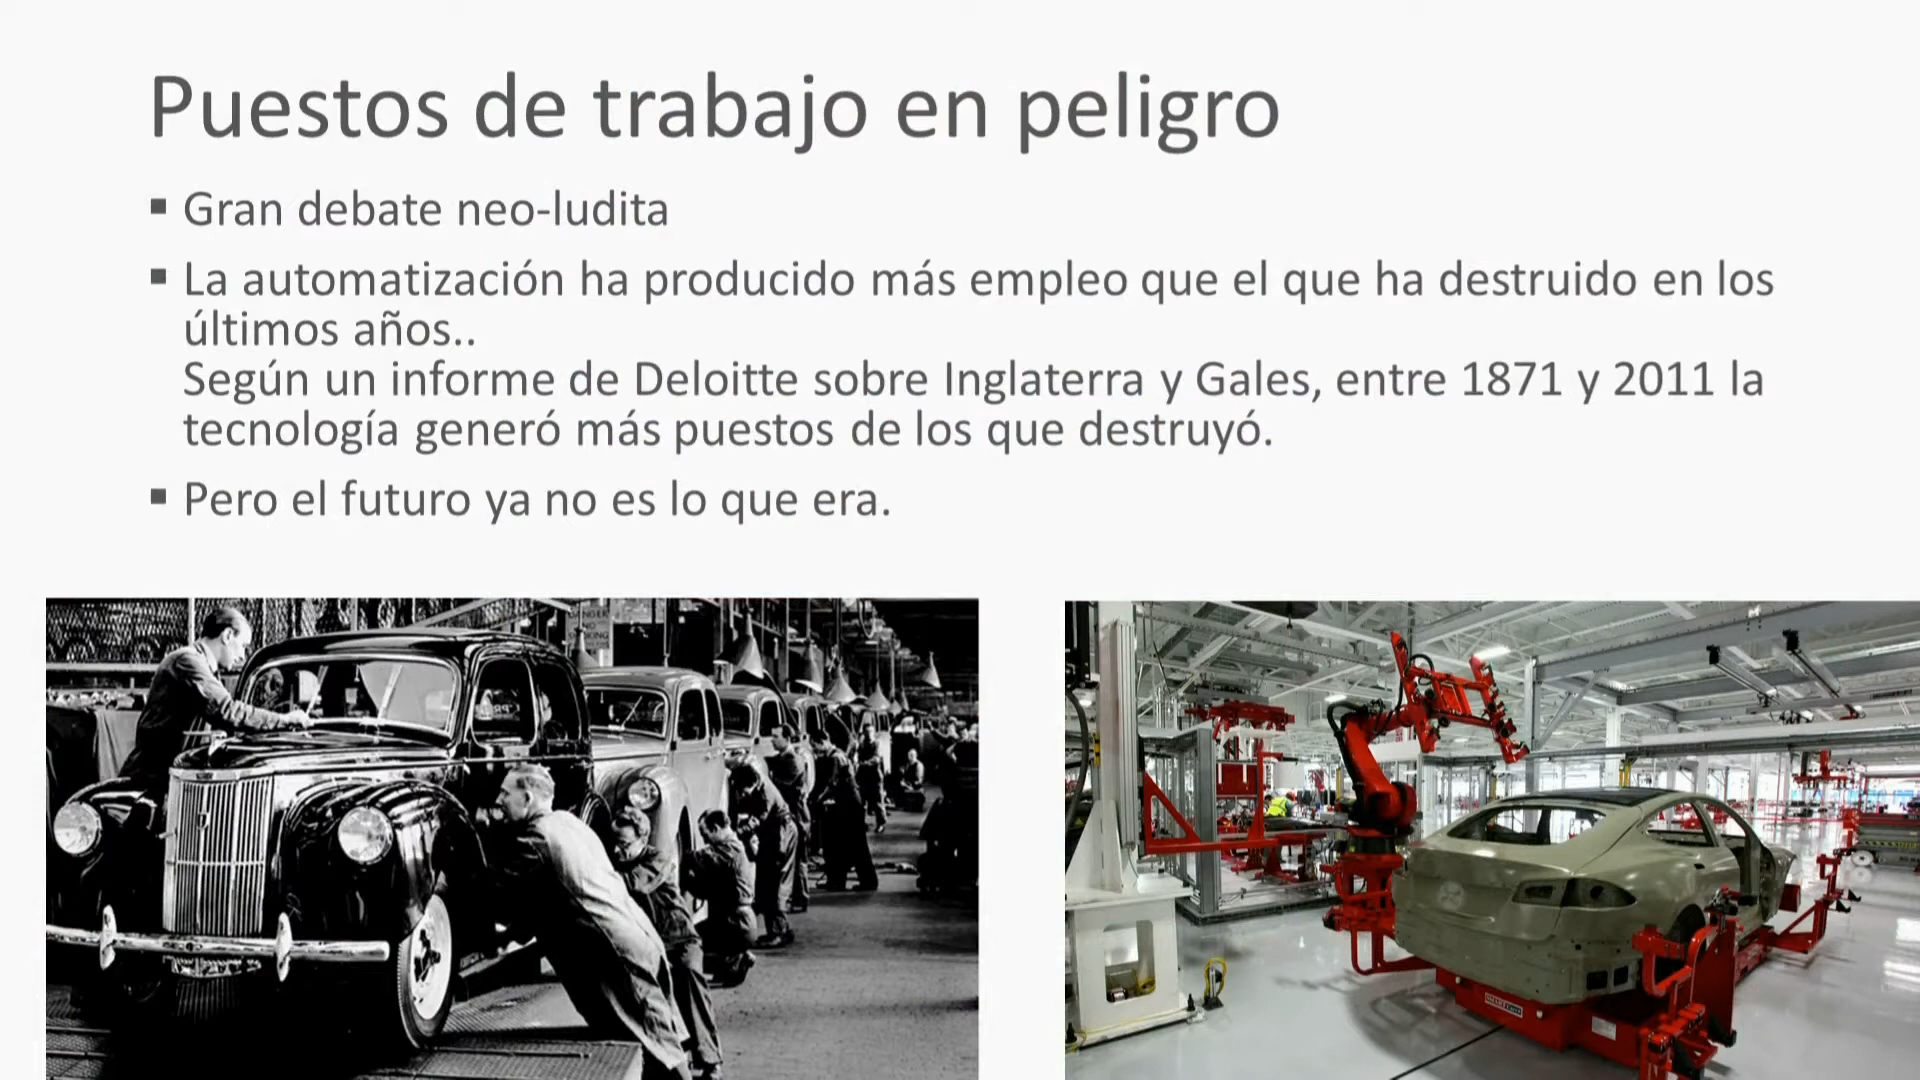 Puestos de trabajo en peligro
▪ Gran debate neo-ludita
▪ La automatización ha producido más empleo que el que ha destruido en los
últimos años..
Según un informe de Deloitte sobre Inglaterra y Gales, entre 1871 y 2011 la
tecnología generó más puestos de los que destruyó.
▪ Pero el futuro ya no es lo que era.